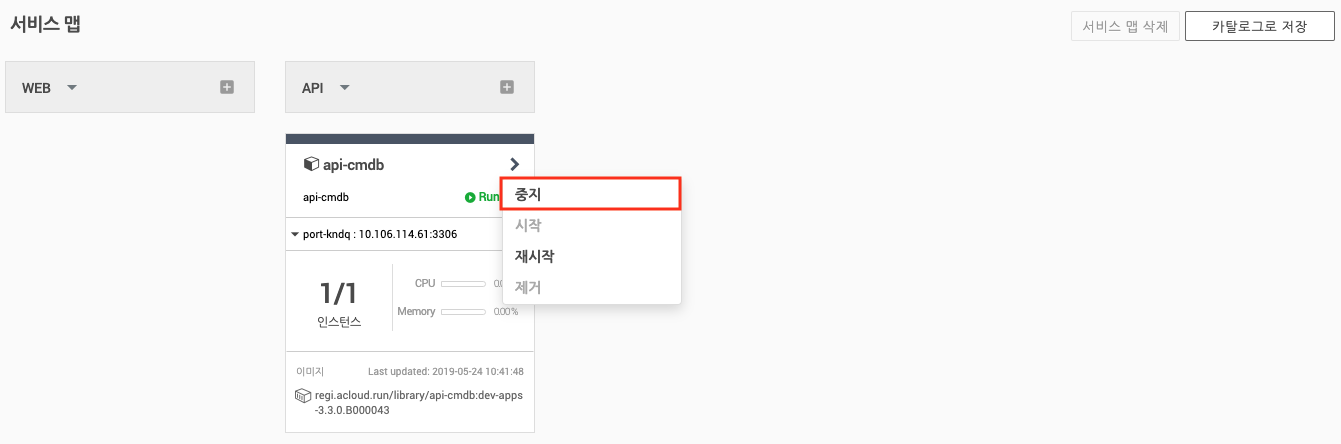 서비스 맵
서비스 맵 삭제
카탈로그로 저장
WEB
API
api-cmdb
api-cmdb
Run
중지
시작
재시작
제거
port-kndq : 10.106.114.61:3306
1/1
인스턴스
CPU
Memory 0.00%
이미지
Last updated: 2019-05-24 10:41:48
regi.acloud.run/library/api-cmdb:dev-apps
-3.3.0.B000043